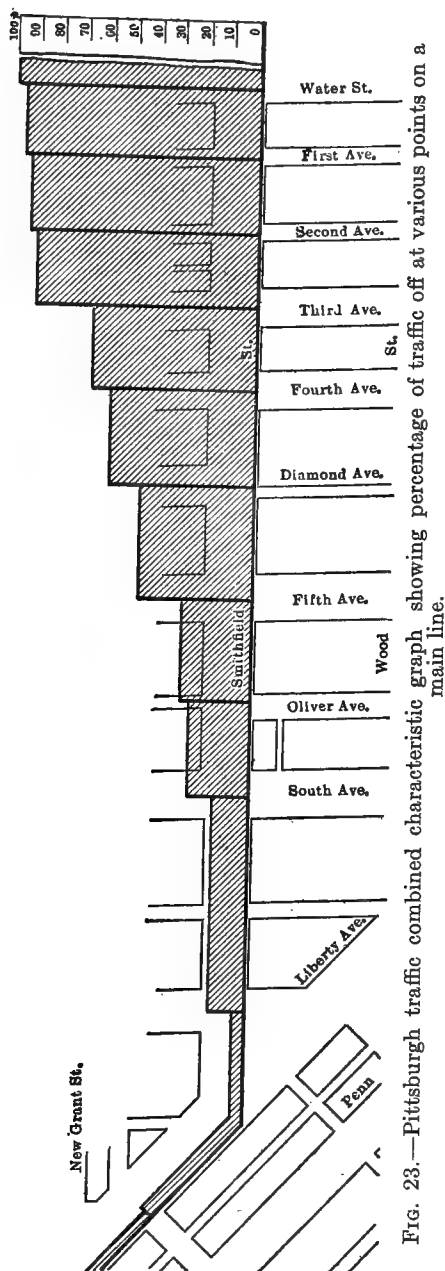 100%
90
80
70
60
50
40
30
20
10
0
Water St.
First Ave.
Second Ave.
Third Ave.
St.
St.
Fourth Ave.
Diamond Ave.
Fifth Ave.
Smithfield
Wood
Oliver Ave.
South Ave.
Liberty Ave.
New Grant St.
Penn
FIG. 23.—Pittsburgh traffic combined characteristic graph showing percentage of traffic off at various points on a
main line.